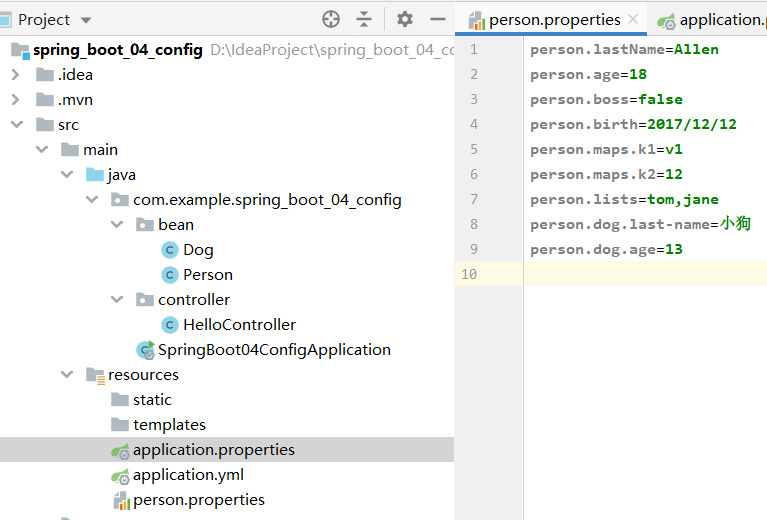 Project
spring_boot_04_config D:\IdeaProject\spring_boot_04_co
.idea
.mvn
src
main
java
com.example.spring_boot_04_config
bean
Dog
Person
controller
HelloController
SpringBoot04ConfigApplication
resources
static
templates
application.properties
application.yml
person.properties
person.properties application.p
1 person.lastName=Allen
2 person.age=18
3 person.boss=false
4 person.birth=2017/12/12
5 person.maps.k1=v1
6 person.maps.k2=12
7 person.lists=tom,jane
8 person.dog.last-name=小狗
9 person.dog.age=13
10